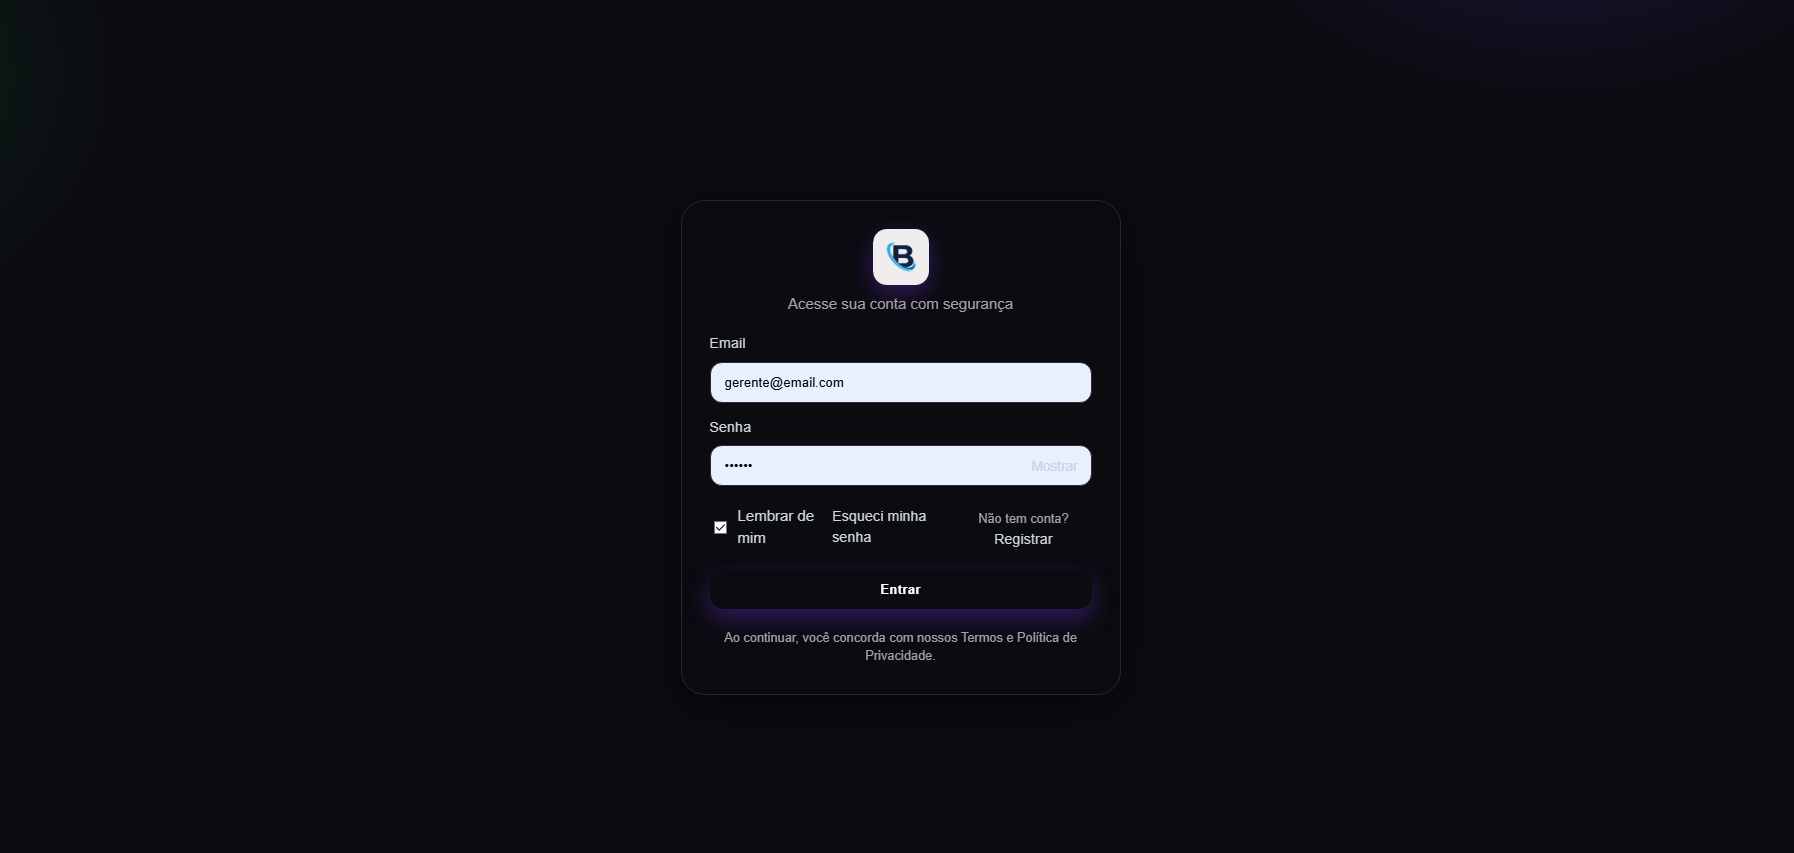 B
Acesse sua conta com segurança
Email
gerente@email.com
Senha
•••••• Mostrar
Lembrar de
mim
Esqueci minha
senha
Não tem conta?
Registrar
Entrar
Ao continuar, você concorda com nossos Termos e Política de
Privacidade.